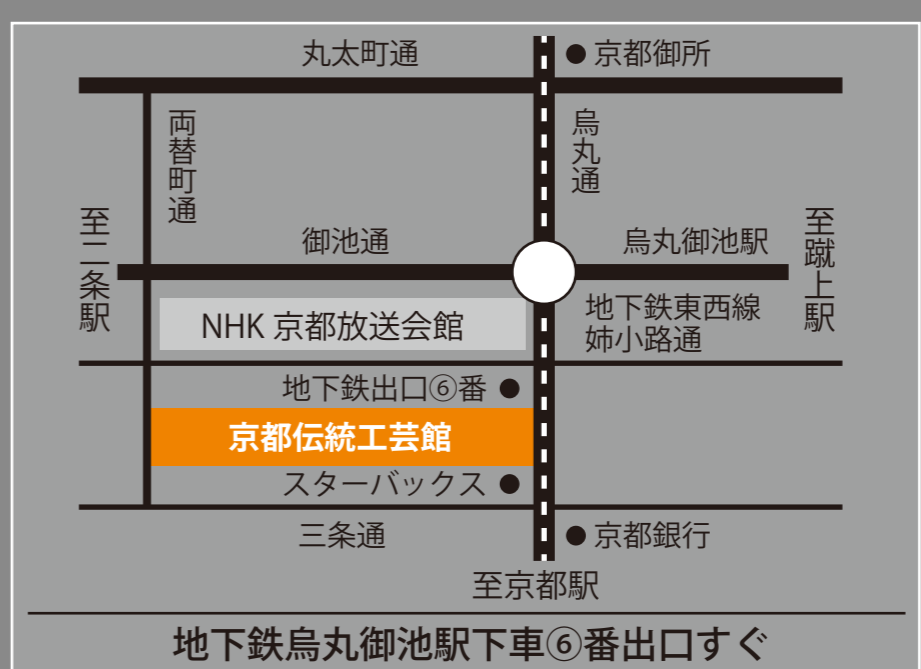 丸太町通
京都御所
両替町通
烏丸通
至二条駅
御池通
烏丸御池駅
至蹴上駅
NHK 京都放送会館
地下鉄東西線
姉小路通
地下鉄出口⑥番
京都伝統工芸館
スターバックス
三条通
京都銀行
至京都駅
地下鉄烏丸御池駅下車⑥番出口すぐ